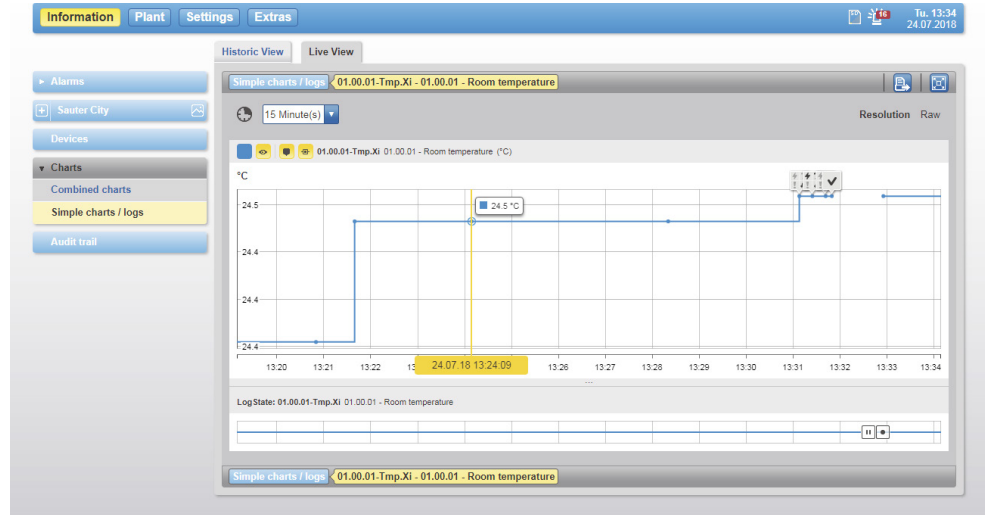 Information Plant Settings Extras 16 Tu. 13:34
24.07.2018
Historic View Live View
Alarms
Sauter City
Devices
Charts
Combined charts
Simple charts / logs
Audit trail
Simple charts / logs 01.00.01-Tmp.Xi - 01.00.01 - Room temperature
15 Minute(s) Resolution Raw
01.00.01-Tmp.Xi 01.00.01 - Room temperature (°C)
°C
24.5
24.5 °C
24.4
24.4
24.4
13:20 13:21 13:22 13 24.07.18 13:24:09 13:26 13:27 13:28 13:29 13:30 13:31 13:32 13:33 13:34
...
LogState: 01.00.01-Tmp.Xi 01.00.01 - Room temperature
Simple charts / logs 01.00.01-Tmp.Xi - 01.00.01 - Room temperature